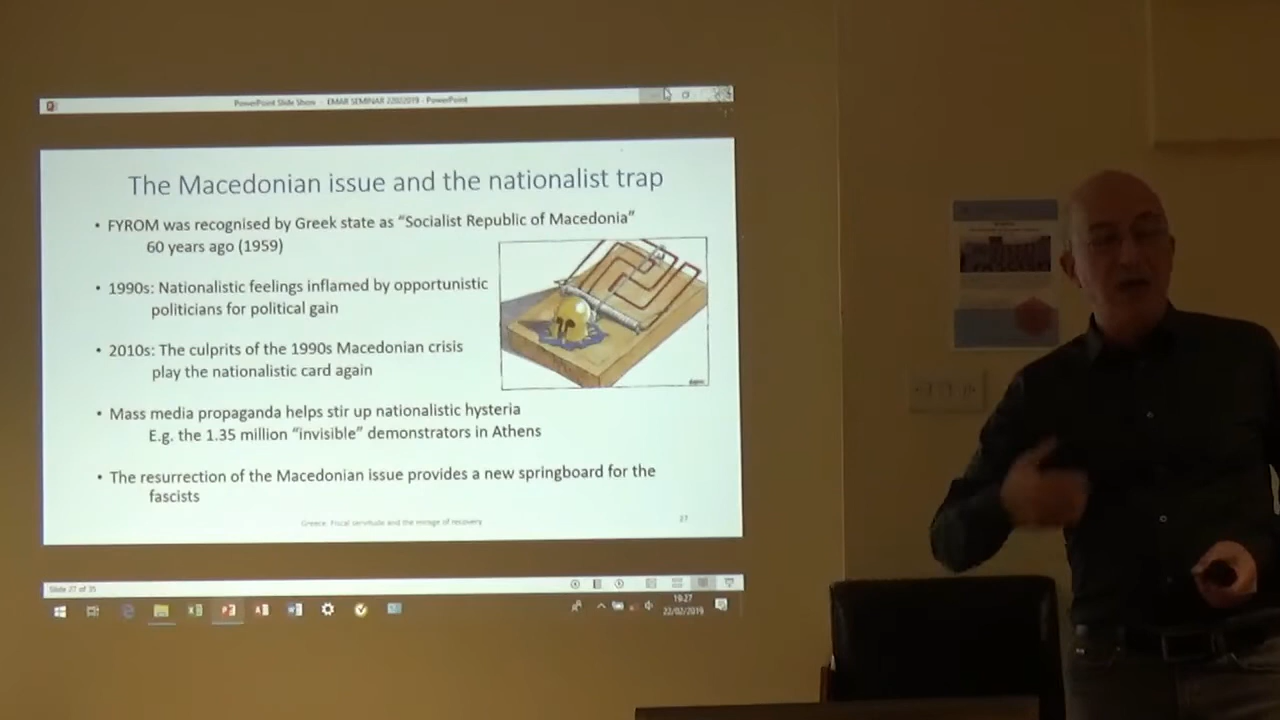 PowerPoint Slide Show - EMAR SEMINAR 22022019 - PowerPoint
The Macedonian issue and the nationalist trap
• FYROM was recognised by Greek state as “Socialist Republic of Macedonia”
60 years ago (1959)
• 1990s: Nationalistic feelings inflamed by opportunistic
politicians for political gain
• 2010s: The culprits of the 1990s Macedonian crisis
play the nationalistic card again
• Mass media propaganda helps stir up nationalistic hysteria
E.g. the 1.35 million “invisible” demonstrators in Athens
• The resurrection of the Macedonian issue provides a new springboard for the
fascists
Greece: Fiscal servitude and the mirage of recovery
27
Slide 27 of 35
19:27
22/02/2019